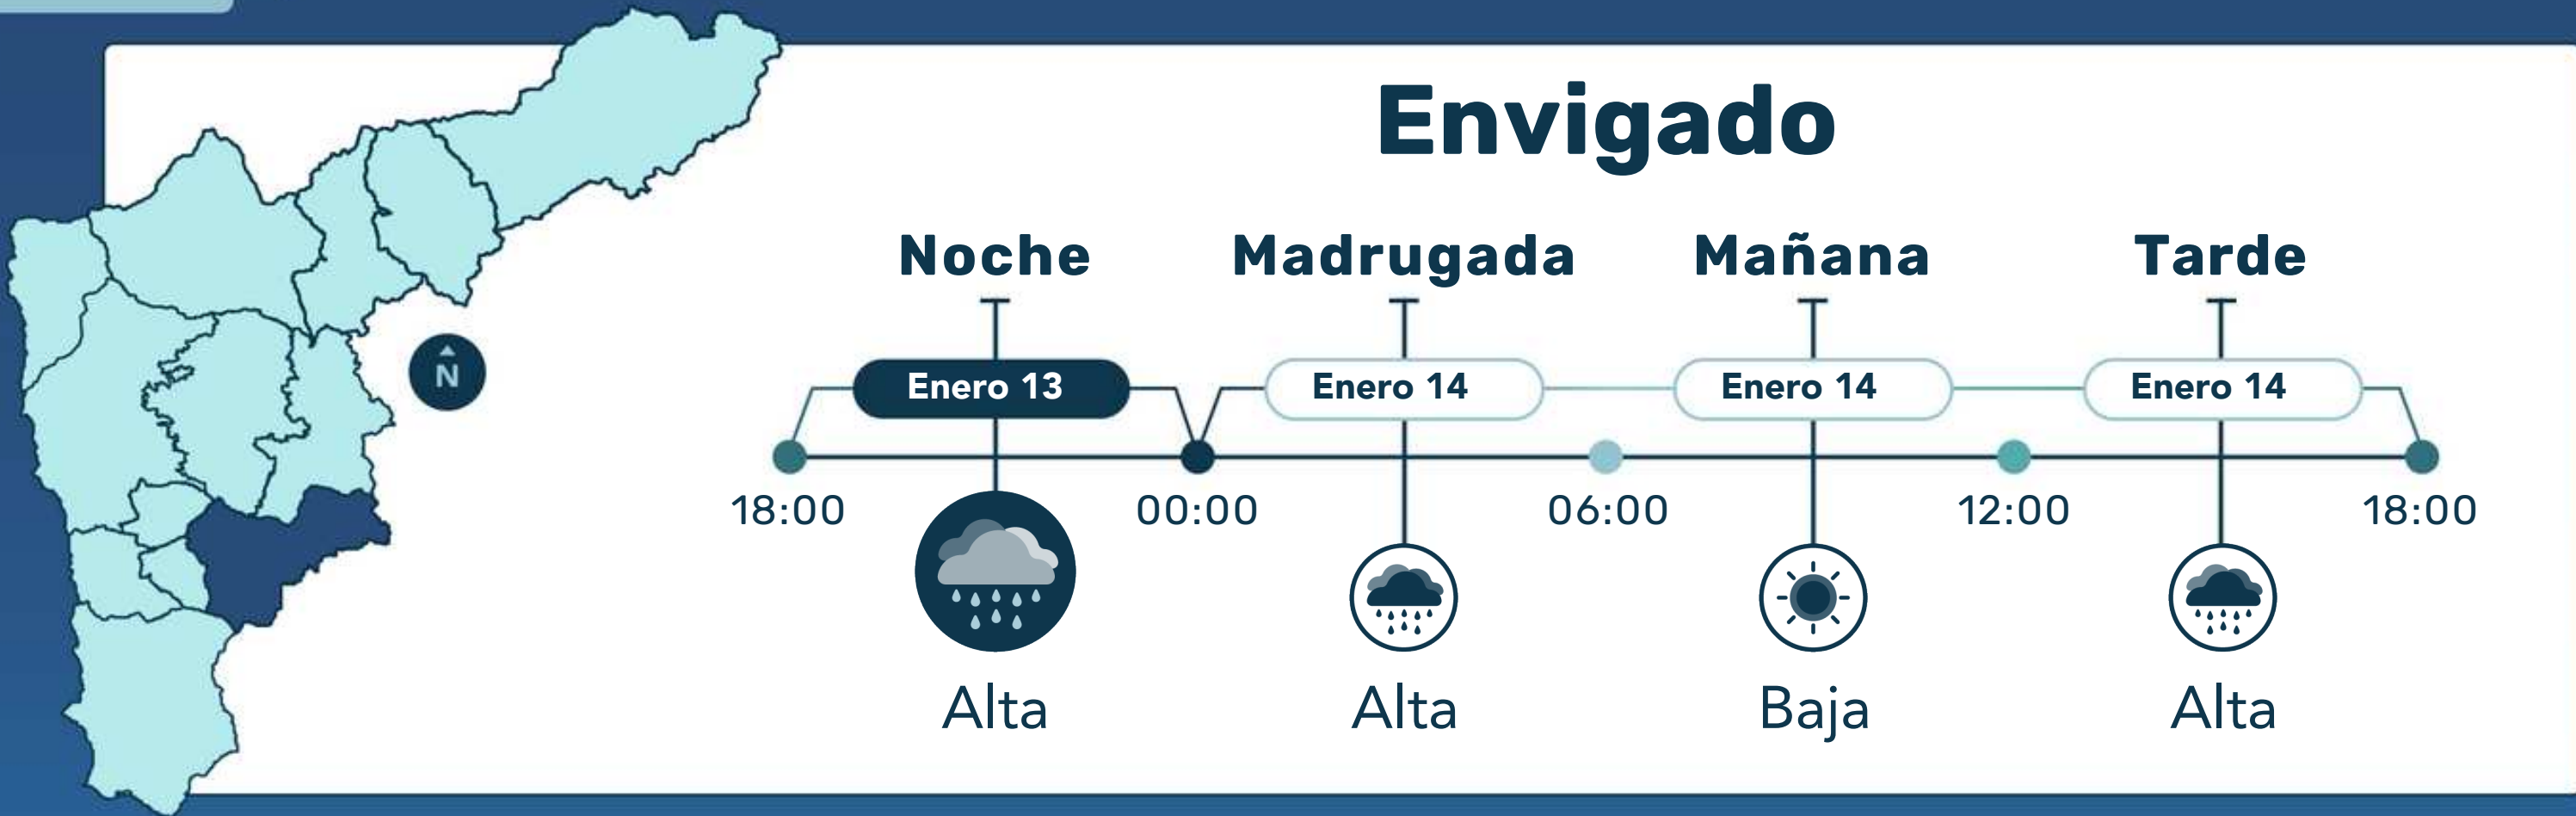 Envigado
Noche
Madrugada
Mañana
Tarde
Enero 13
Enero 14
Enero 14
Enero 14
N
18:00
00:00
06:00
12:00
18:00
Alta
Alta
Baja
Alta